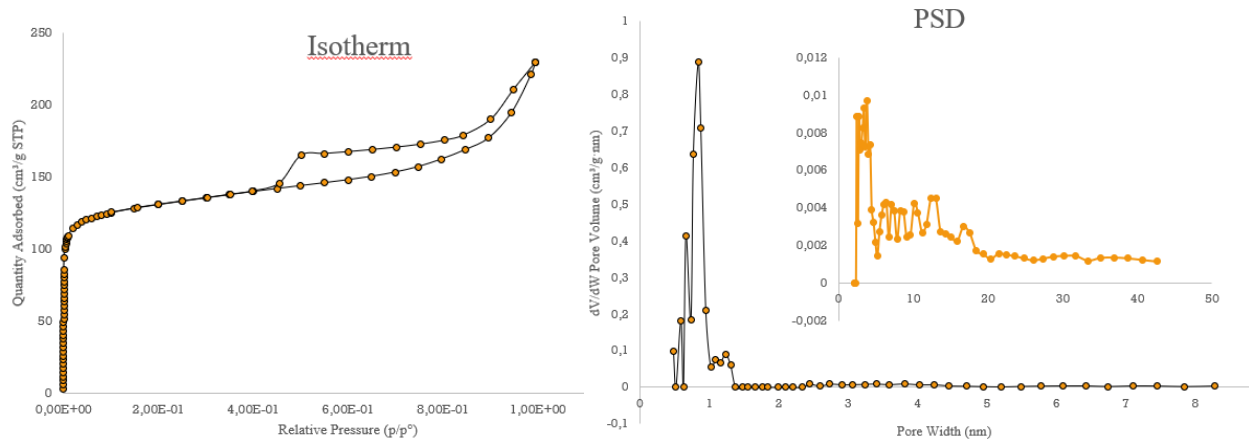 Isotherm
Quantity Adsorbed (cm³/g STP)
250
200
150
100
50
0
0,00E+00 2,00E-01 4,00E-01 6,00E-01 8,00E-01 1,00E+00
Relative Pressure (p/p°)
PSD
dV/dW Pore Volume (cm³/g·nm)
1
0,9
0,8
0,7
0,6
0,5
0,4
0,3
0,2
0,1
0
-0,1
0 1 2 3 4 5 6 7 8
Pore Width (nm)
0,012
0,01
0,008
0,006
0,004
0,002
0
-0,002
0 10 20 30 40 50